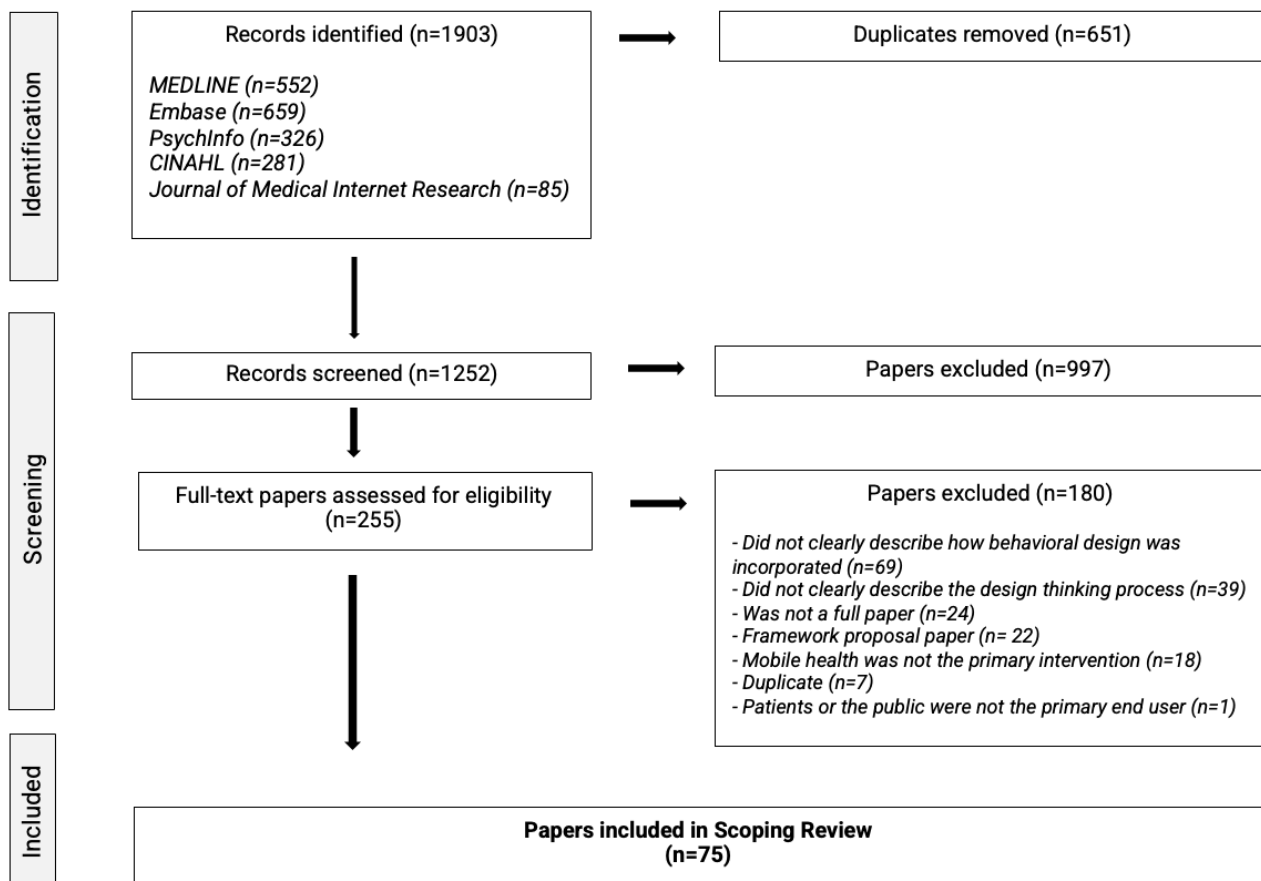 Identification
Records identified (n=1903)
MEDLINE (n=552)
Embase (n=659)
PsychInfo (n=326)
CINAHL (n=281)
Journal of Medical Internet Research (n=85)
Duplicates removed (n=651)
Screening
Records screened (n=1252)
Papers excluded (n=997)
Full-text papers assessed for eligibility
(n=255)
Papers excluded (n=180)
- Did not clearly describe how behavioral design was
incorporated (n=69)
- Did not clearly describe the design thinking process (n=39)
- Was not a full paper (n=24)
- Framework proposal paper (n= 22)
- Mobile health was not the primary intervention (n=18)
- Duplicate (n=7)
- Patients or the public were not the primary end user (n=1)
Included
Papers included in Scoping Review
(n=75)